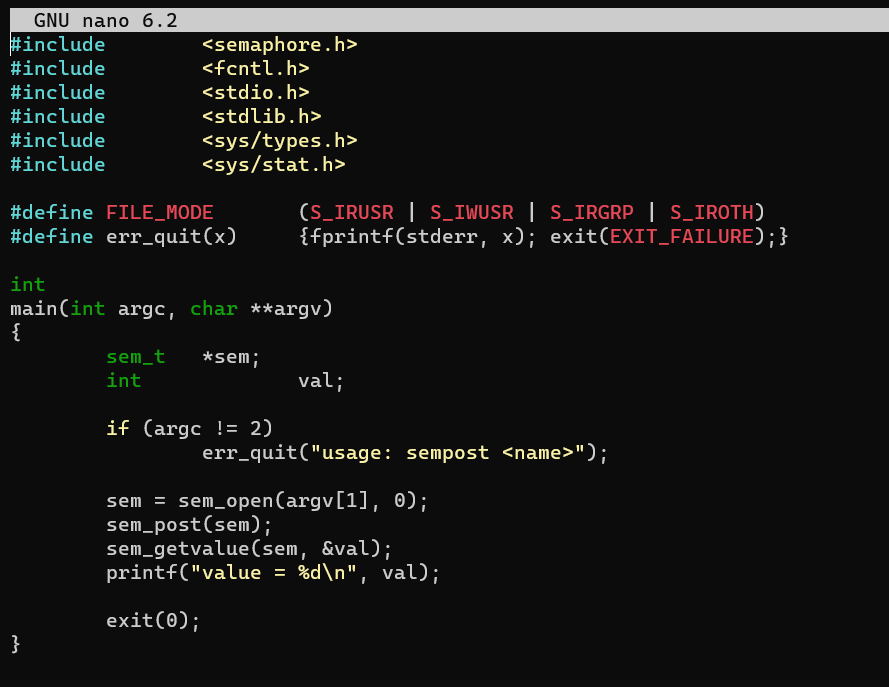 GNU nano 6.2
#include        <semaphore.h>
#include        <fcntl.h>
#include        <stdio.h>
#include        <stdlib.h>
#include        <sys/types.h>
#include        <sys/stat.h>

#define FILE_MODE       (S_IRUSR | S_IWUSR | S_IRGRP | S_IROTH)
#define err_quit(x)     {fprintf(stderr, x); exit(EXIT_FAILURE);}

int
main(int argc, char **argv)
{
        sem_t   *sem;
        int             val;

        if (argc != 2)
                err_quit("usage: sempost <name>");

        sem = sem_open(argv[1], 0);
        sem_post(sem);
        sem_getvalue(sem, &val);
        printf("value = %d\n", val);

        exit(0);
}